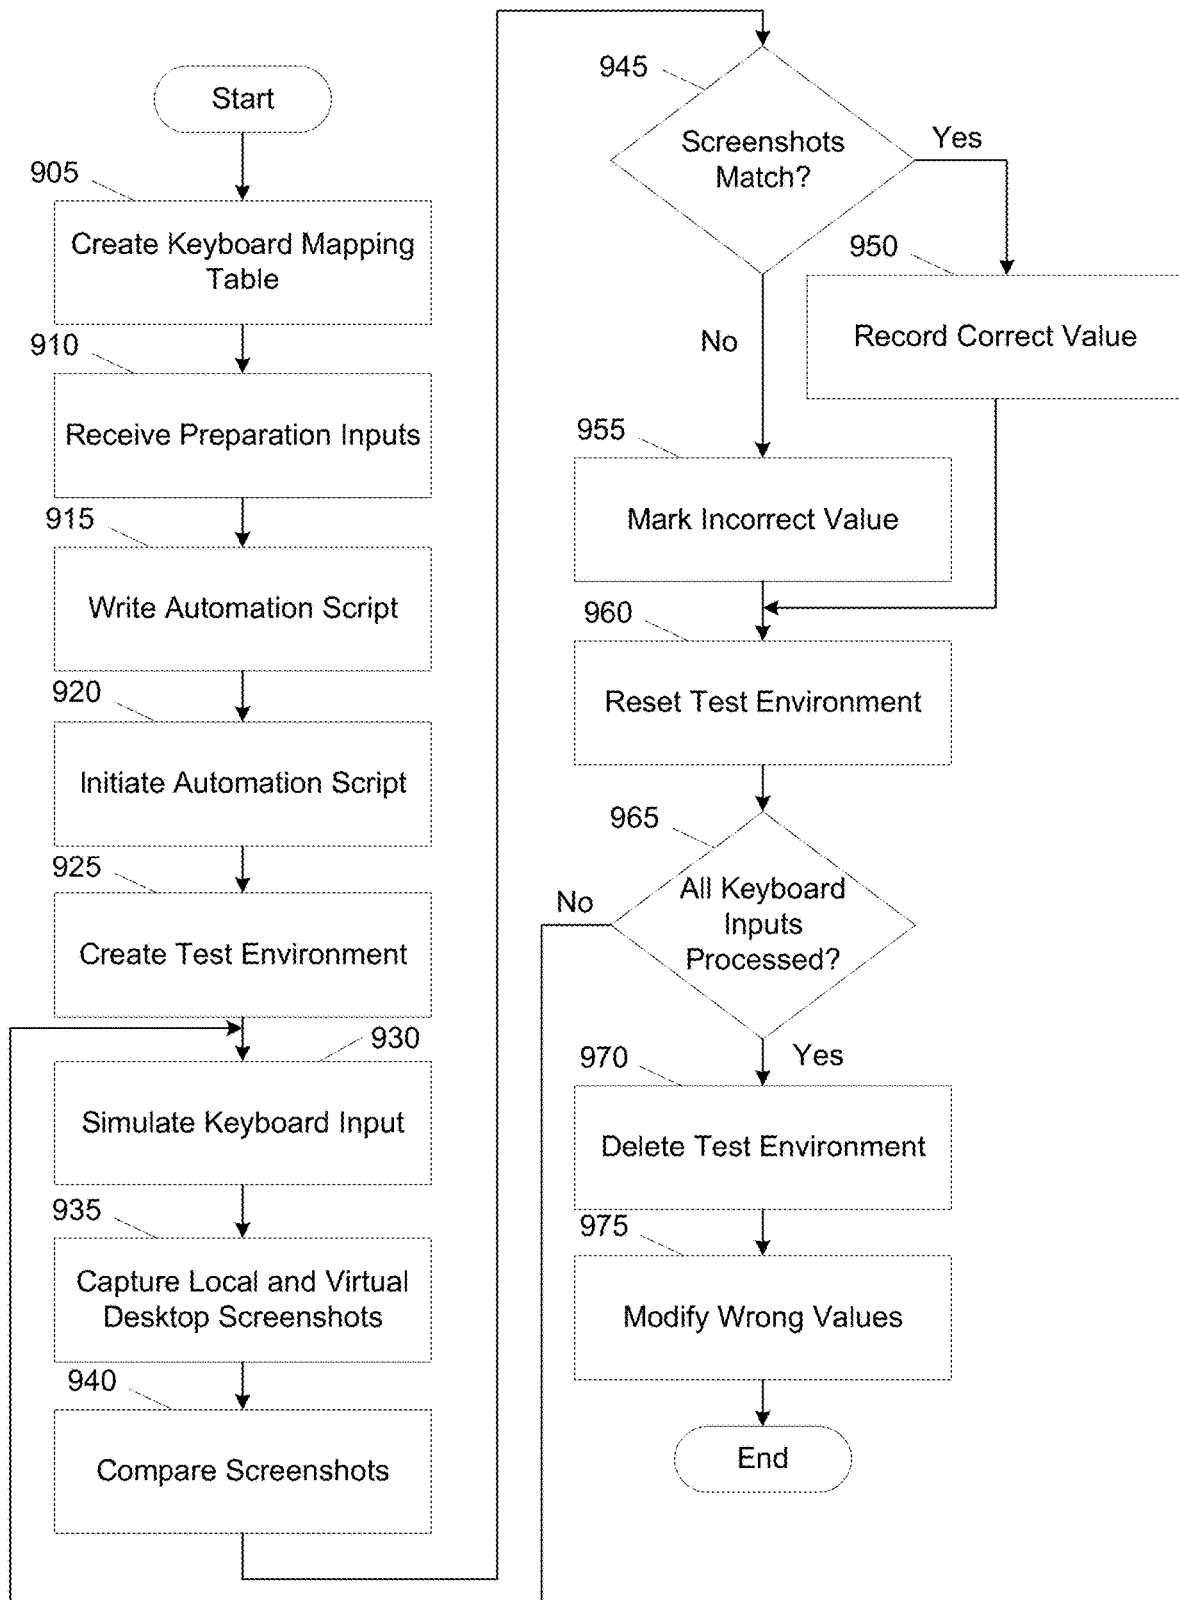 Start
905
Create Keyboard Mapping
Table
910
Receive Preparation Inputs
915
Write Automation Script
920
Initiate Automation Script
925
Create Test Environment
930
Simulate Keyboard Input
935
Capture Local and Virtual
Desktop Screenshots
940
Compare Screenshots
945
Screenshots
Match?
Yes
950
Record Correct Value
No
955
Mark Incorrect Value
960
Reset Test Environment
965
All Keyboard
Inputs
Processed?
No
Yes
970
Delete Test Environment
975
Modify Wrong Values
End